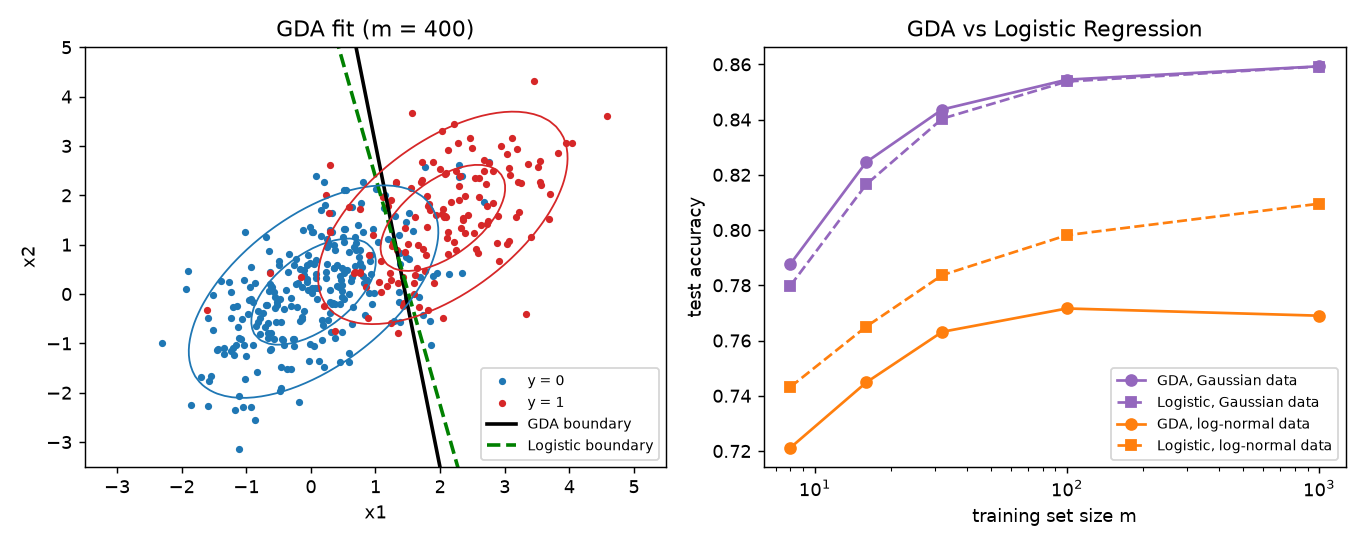 GDA fit (m = 400)
5
4
3
2
1
0
−1
−2
−3
x2
−3 −2 −1 0 1 2 3 4 5
x1
y = 0
y = 1
GDA boundary
Logistic boundary
GDA vs Logistic Regression
0.86
0.84
0.82
0.80
0.78
0.76
0.74
0.72
test accuracy
10¹ 10² 10³
training set size m
GDA, Gaussian data
Logistic, Gaussian data
GDA, log-normal data
Logistic, log-normal data